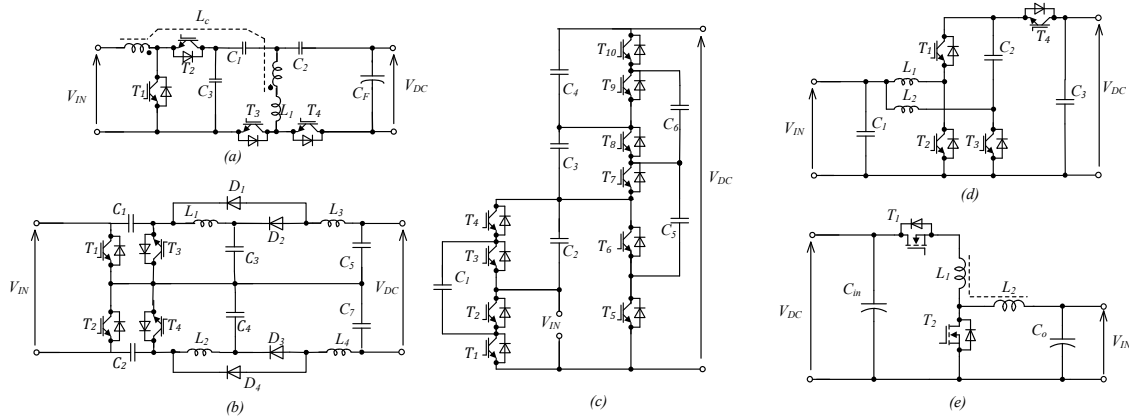 L_c
T_2
C_1
C_2
V_IN
T_1
C_3
C_F
V_DC
T_3
L_1
T_4
(a)
D_1
C_1
L_1
D_2
L_3
T_1
T_3
C_3
C_5
V_IN
V_DC
T_2
T_4
C_4
C_7
C_2
L_2
D_3
L_4
D_4
(b)
T_10
C_4
T_9
C_6
T_8
C_3
T_7
V_DC
T_4
C_5
T_3
C_2
T_6
C_1
T_2
V_IN
T_5
T_1
(c)
T_1
C_2
T_4
L_1
L_2
C_3
V_IN
C_1
T_2
T_3
V_DC
(d)
T_1
L_1
L_2
V_DC
C_in
T_2
C_o
V_IN
(e)